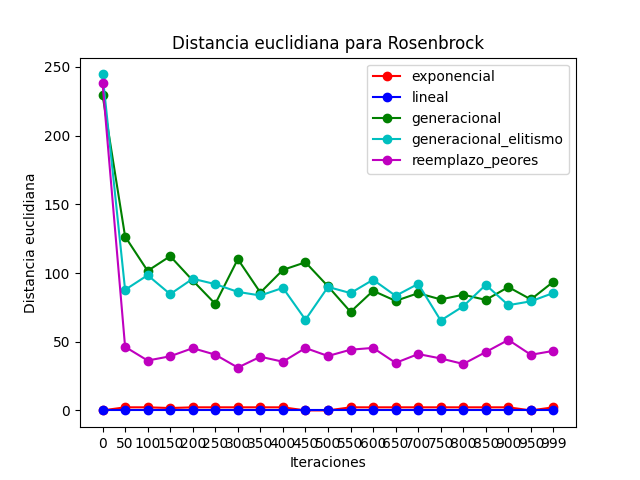 Distancia euclidiana para Rosenbrock
250
200
150
100
50
0
Distancia euclidiana
exponencial
lineal
generacional
generacional_elitismo
reemplazo_peores
0 50 100 150 200 250 300 350 400 450 500 550 600 650 700 750 800 850 900 950 999
Iteraciones